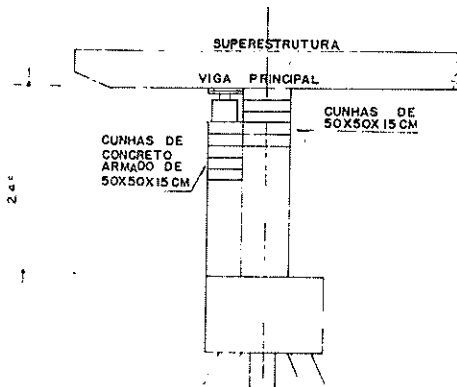 SUPERESTRUTURA
VIGA PRINCIPAL
CUNHAS DE
50X50X15 CM
CUNHAS DE
CONCRETO
ARMADO DE
50X50X15 CM